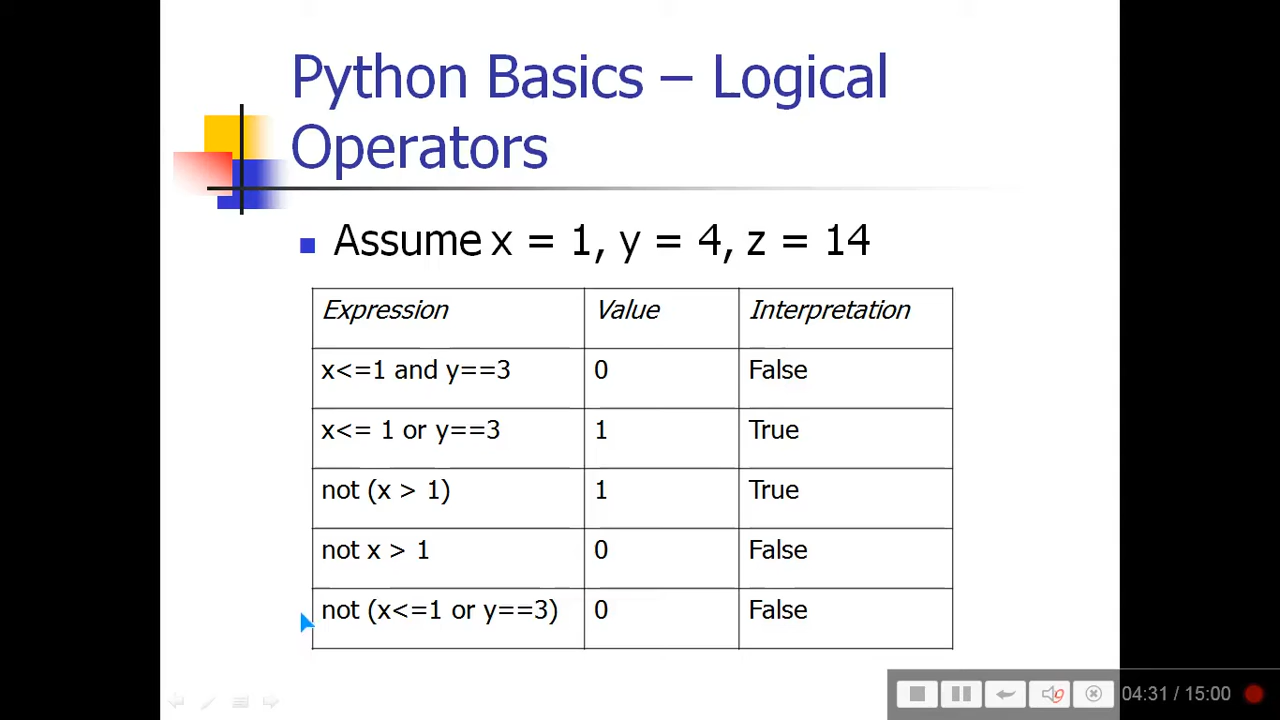 Python Basics – Logical
Operators
Assume x = 1, y = 4, z = 14
Expression Value Interpretation
x<=1 and y==3 0 False
x<= 1 or y==3 1 True
not (x > 1) 1 True
not x > 1 0 False
not (x<=1 or y==3) 0 False
04:31 / 15:00